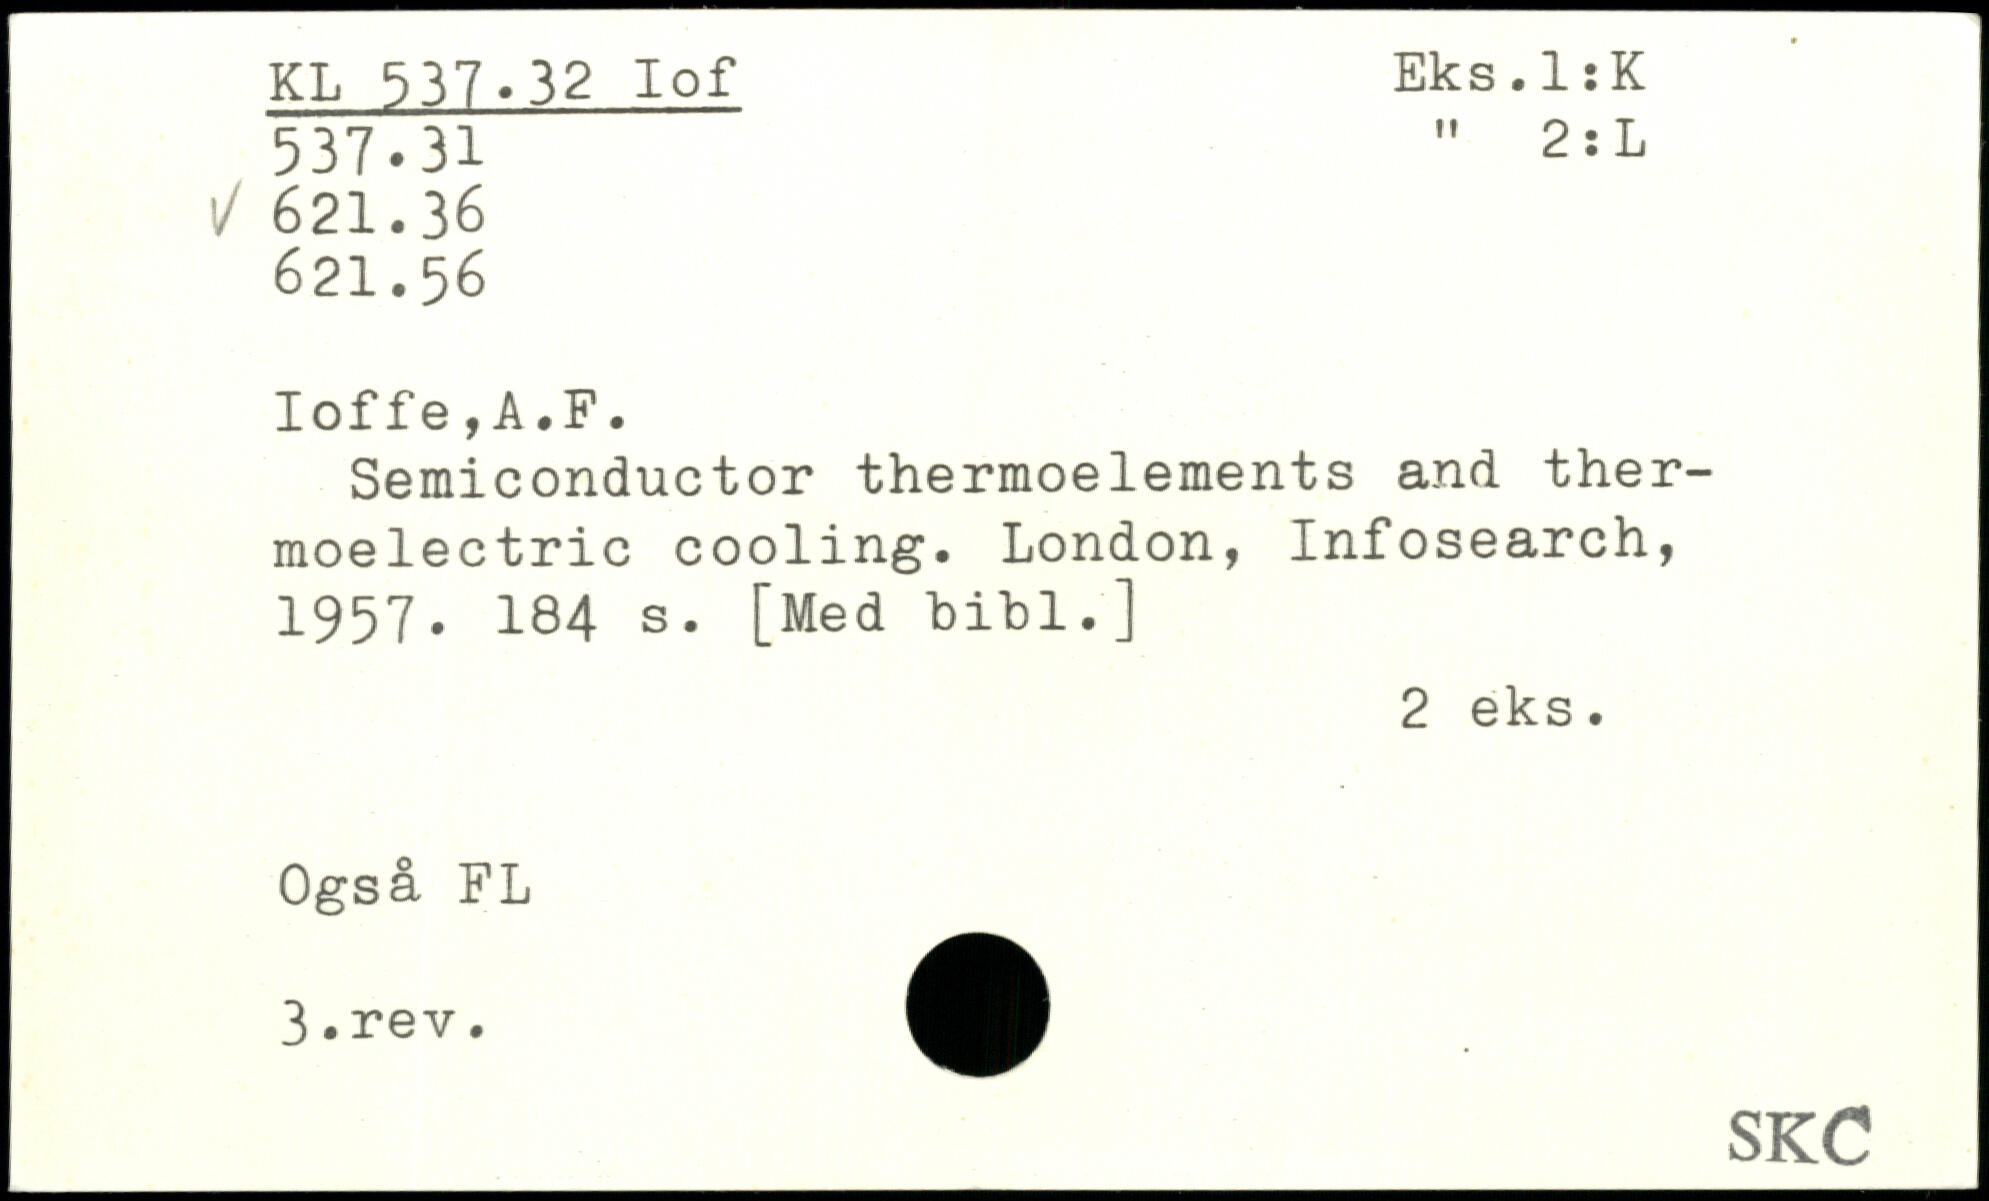 KL 537.32 Iof
Eks.1:K
537.31
" 2:L
√ 621.36
621.56
Ioffe,A.F.
Semiconductor thermoelements and ther-
moelectric cooling. London, Infosearch,
1957. 184 s. [Med bibl.]
2 eks.
Også FL
3.rev.
SKC